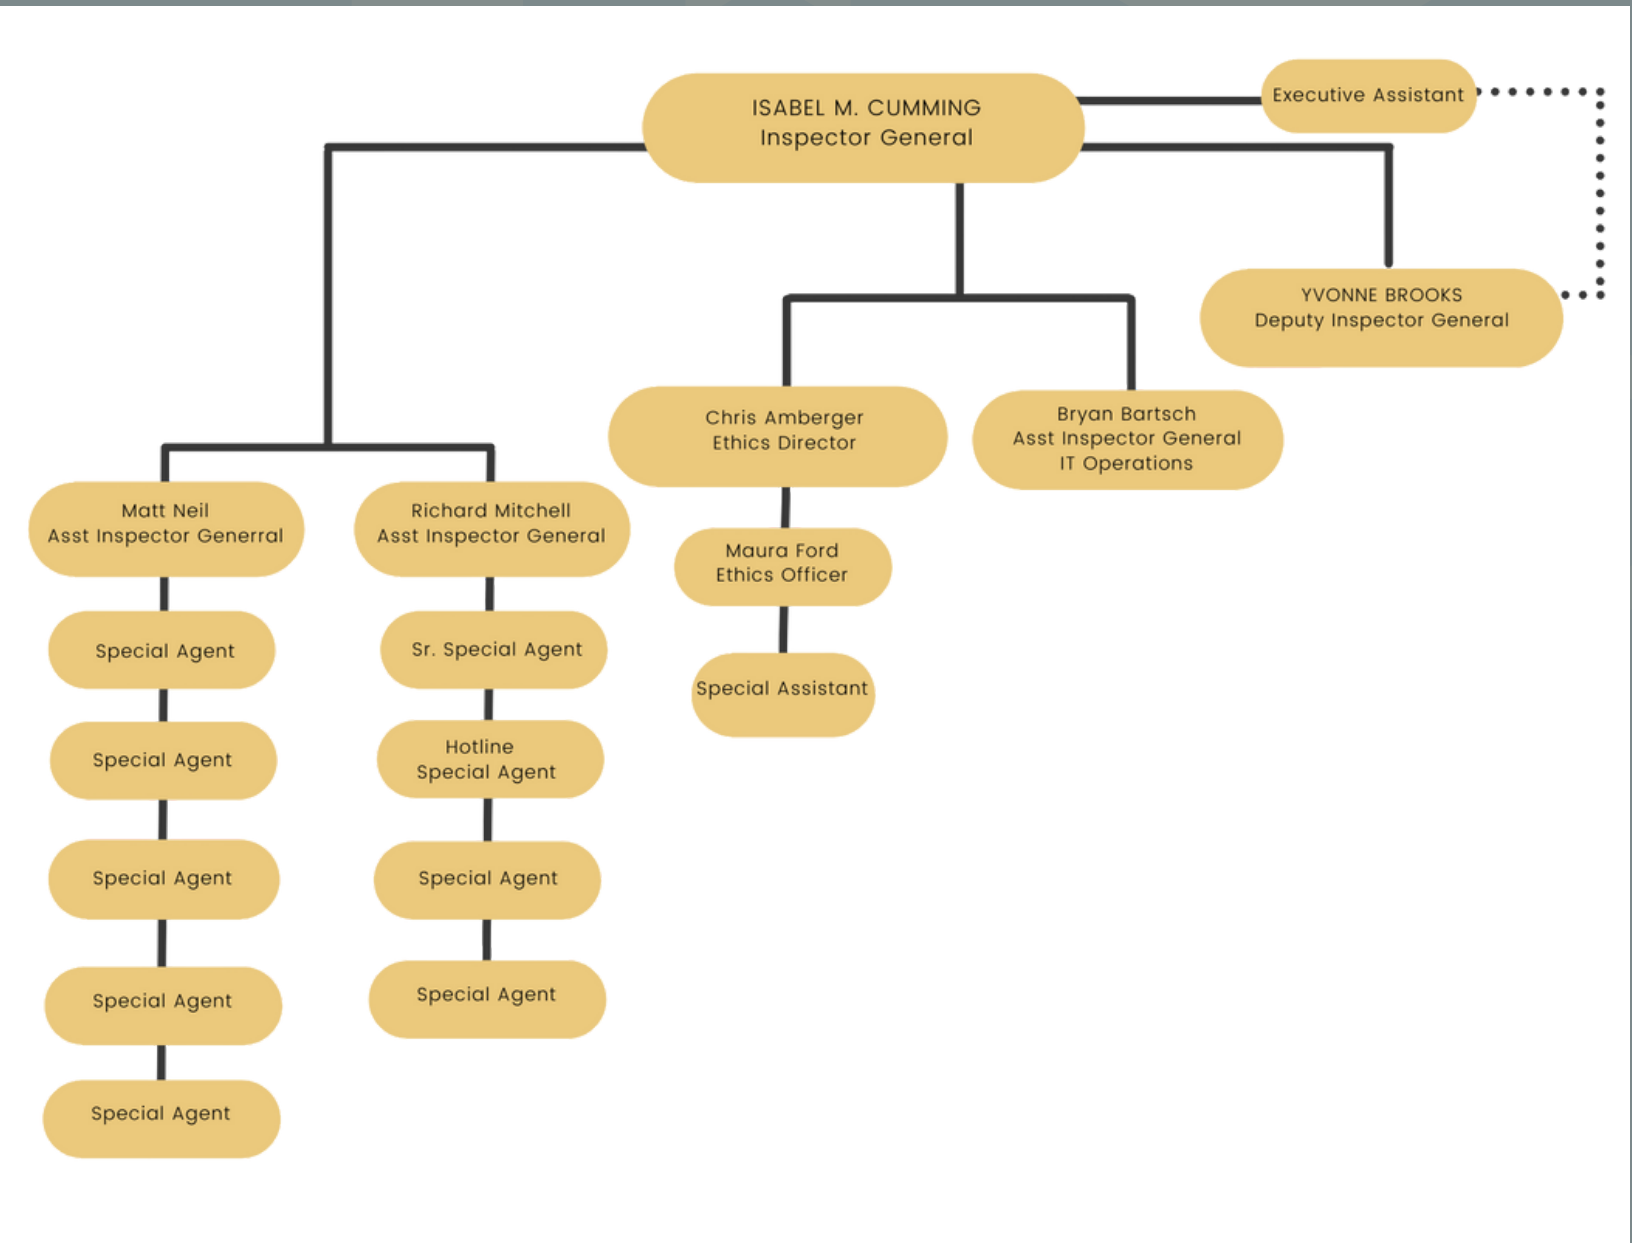 ISABEL M. CUMMING
Inspector General
Executive Assistant
YVONNE BROOKS
Deputy Inspector General
Chris Amberger
Ethics Director
Bryan Bartsch
Asst Inspector General
IT Operations
Matt Neil
Asst Inspector Generral
Richard Mitchell
Asst Inspector General
Maura Ford
Ethics Officer
Special Agent
Sr. Special Agent
Special Assistant
Special Agent
Hotline
Special Agent
Special Agent
Special Agent
Special Agent
Special Agent
Special Agent